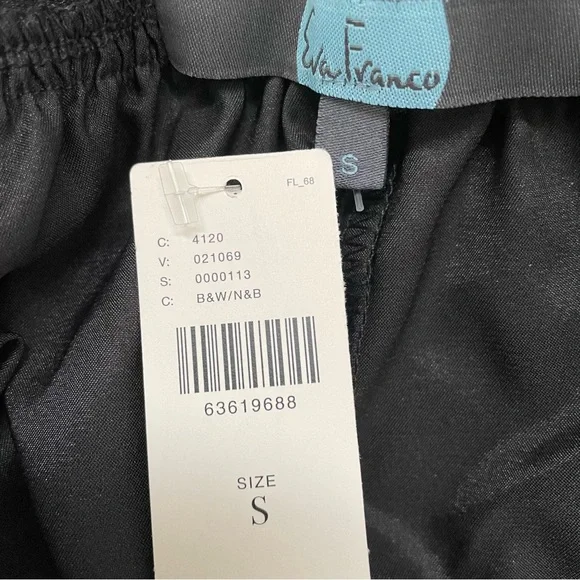 Eva Franco
S
FL_68
C: 4120
V: 021069
S: 0000113
C: B&W/N&B
63619688
SIZE
S